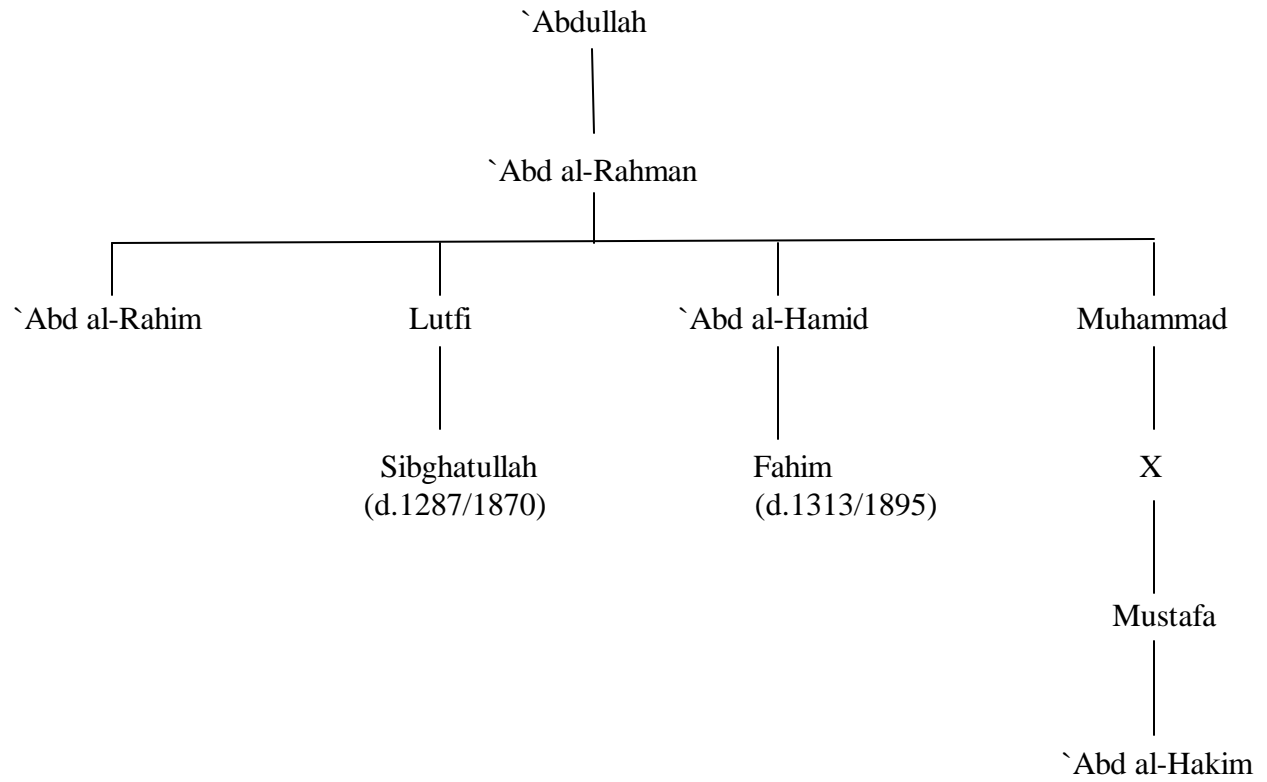 `Abdullah
`Abd al-Rahman
`Abd al-Rahim Lutfi `Abd al-Hamid Muhammad
Sibghatullah Fahim X
(d.1287/1870) (d.1313/1895)
Mustafa
`Abd al-Hakim